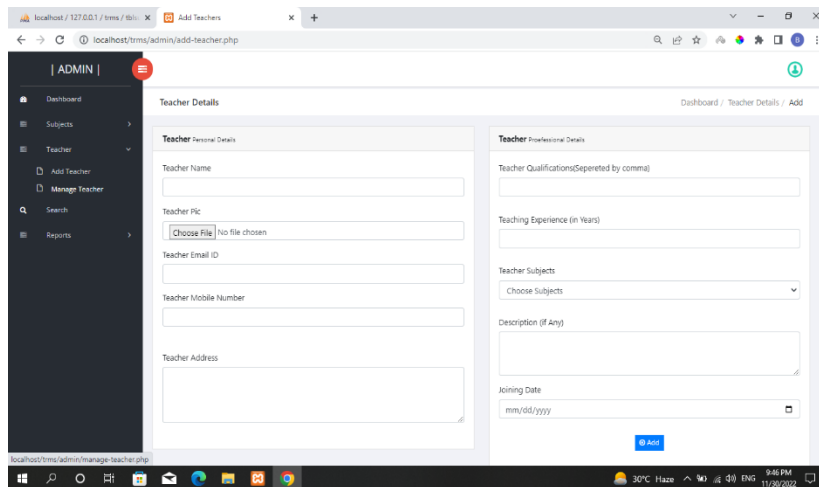 localhost / 127.0.0.1 / trms / tbls
Add Teachers
localhost/trms/admin/add-teacher.php
B
| ADMIN |
Dashboard
Subjects
Teacher
Add Teacher
Manage Teacher
Search
Reports
Teacher Details
Dashboard / Teacher Details / Add
Teacher Personal Details
Teacher Name
Teacher Pic
Choose File No file chosen
Teacher Email ID
Teacher Mobile Number
Teacher Address
Teacher Proefessional Details
Teacher Qualifications(Sepereted by comma)
Teaching Experience (in Years)
Teacher Subjects
Choose Subjects
Description (if Any)
Joining Date
mm/dd/yyyy
Add
localhost/trms/admin/manage-teacher.php
30°C Haze
ENG
9:46 PM
11/30/2022